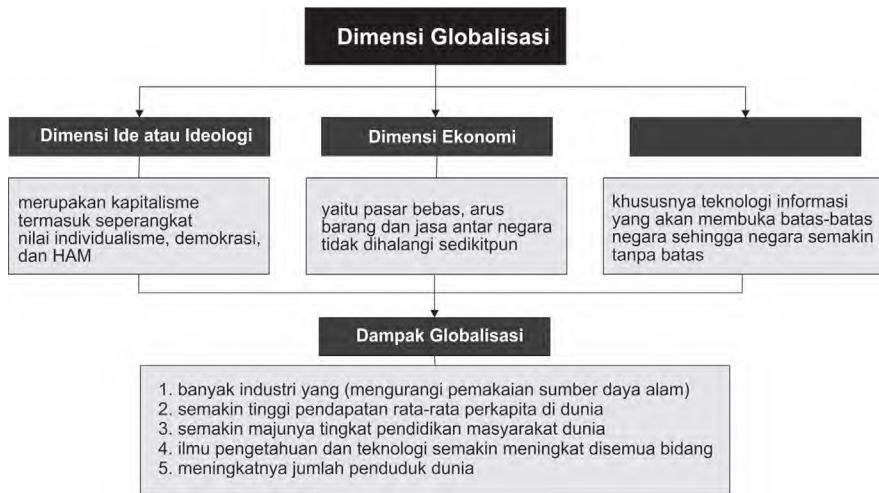 Dimensi Globalisasi
Dimensi Ide atau Ideologi
merupakan kapitalisme
termasuk seperangkat
nilai individualisme, demokrasi,
dan HAM
Dimensi Ekonomi
yaitu pasar bebas, arus
barang dan jasa antar negara
tidak dihalangi sedikitpun
khususnya teknologi informasi
yang akan membuka batas-batas
negara sehingga negara semakin
tanpa batas
Dampak Globalisasi
1. banyak industri yang (mengurangi pemakaian sumber daya alam)
2. semakin tinggi pendapatan rata-rata perkapita di dunia
3. semakin majunya tingkat pendidikan masyarakat dunia
4. ilmu pengetahuan dan teknologi semakin meningkat disemua bidang
5. meningkatnya jumlah penduduk dunia